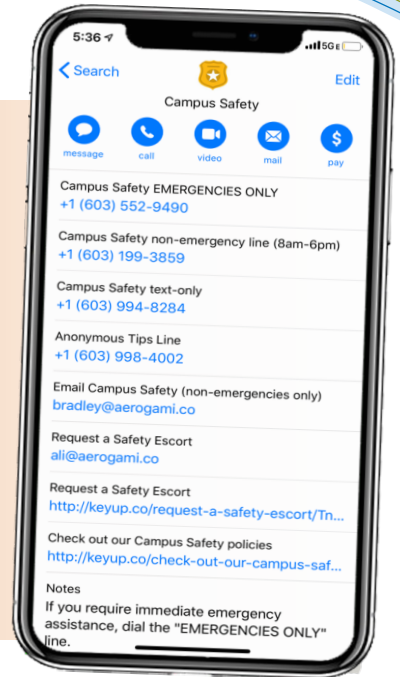 5:36
5G E
Search
Edit
Campus Safety
message call video mail pay
$
Campus Safety EMERGENCIES ONLY
+1 (603) 552-9490
Campus Safety non-emergency line (8am-6pm)
+1 (603) 199-3859
Campus Safety text-only
+1 (603) 994-8284
Anonymous Tips Line
+1 (603) 998-4002
Email Campus Safety (non-emergencies only)
bradley@aerogami.co
Request a Safety Escort
ali@aerogami.co
Request a Safety Escort
http://keyup.co/request-a-safety-escort/Tn...
Check out our Campus Safety policies
http://keyup.co/check-out-our-campus-saf...
Notes
If you require immediate emergency
assistance, dial the "EMERGENCIES ONLY"
line.